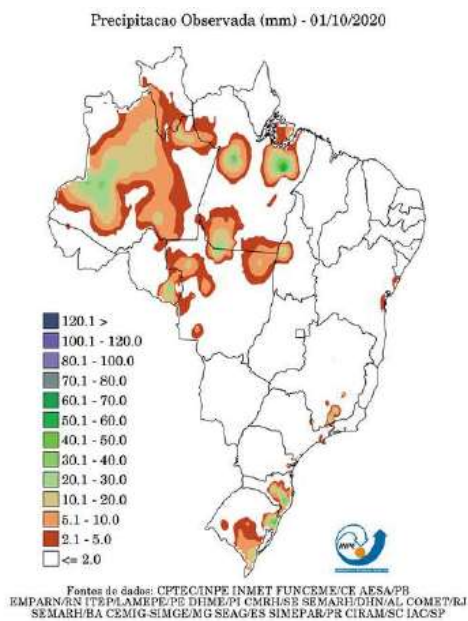 Precipitacao Observada (mm) - 01/10/2020
120.1 >
100.1 - 120.0
80.1 - 100.0
70.1 - 80.0
60.1 - 70.0
50.1 - 60.0
40.1 - 50.0
30.1 - 40.0
20.1 - 30.0
10.1 - 20.0
5.1 - 10.0
2.1 - 5.0
<= 2.0
INPE
Fontes de dados: CPTEC/INPE INMET FUNCEME/CE AESA/PB
EMPARN/RN ITEP/LAMEPE/PE DHME/PI CMRH/SE SEMARH/DHN/AL COMET/RJ
SEMARH/BA CEMIG-SIMGE/MG SEAG/ES SIMEPAR/PR CIRAM/SC IAC/SP